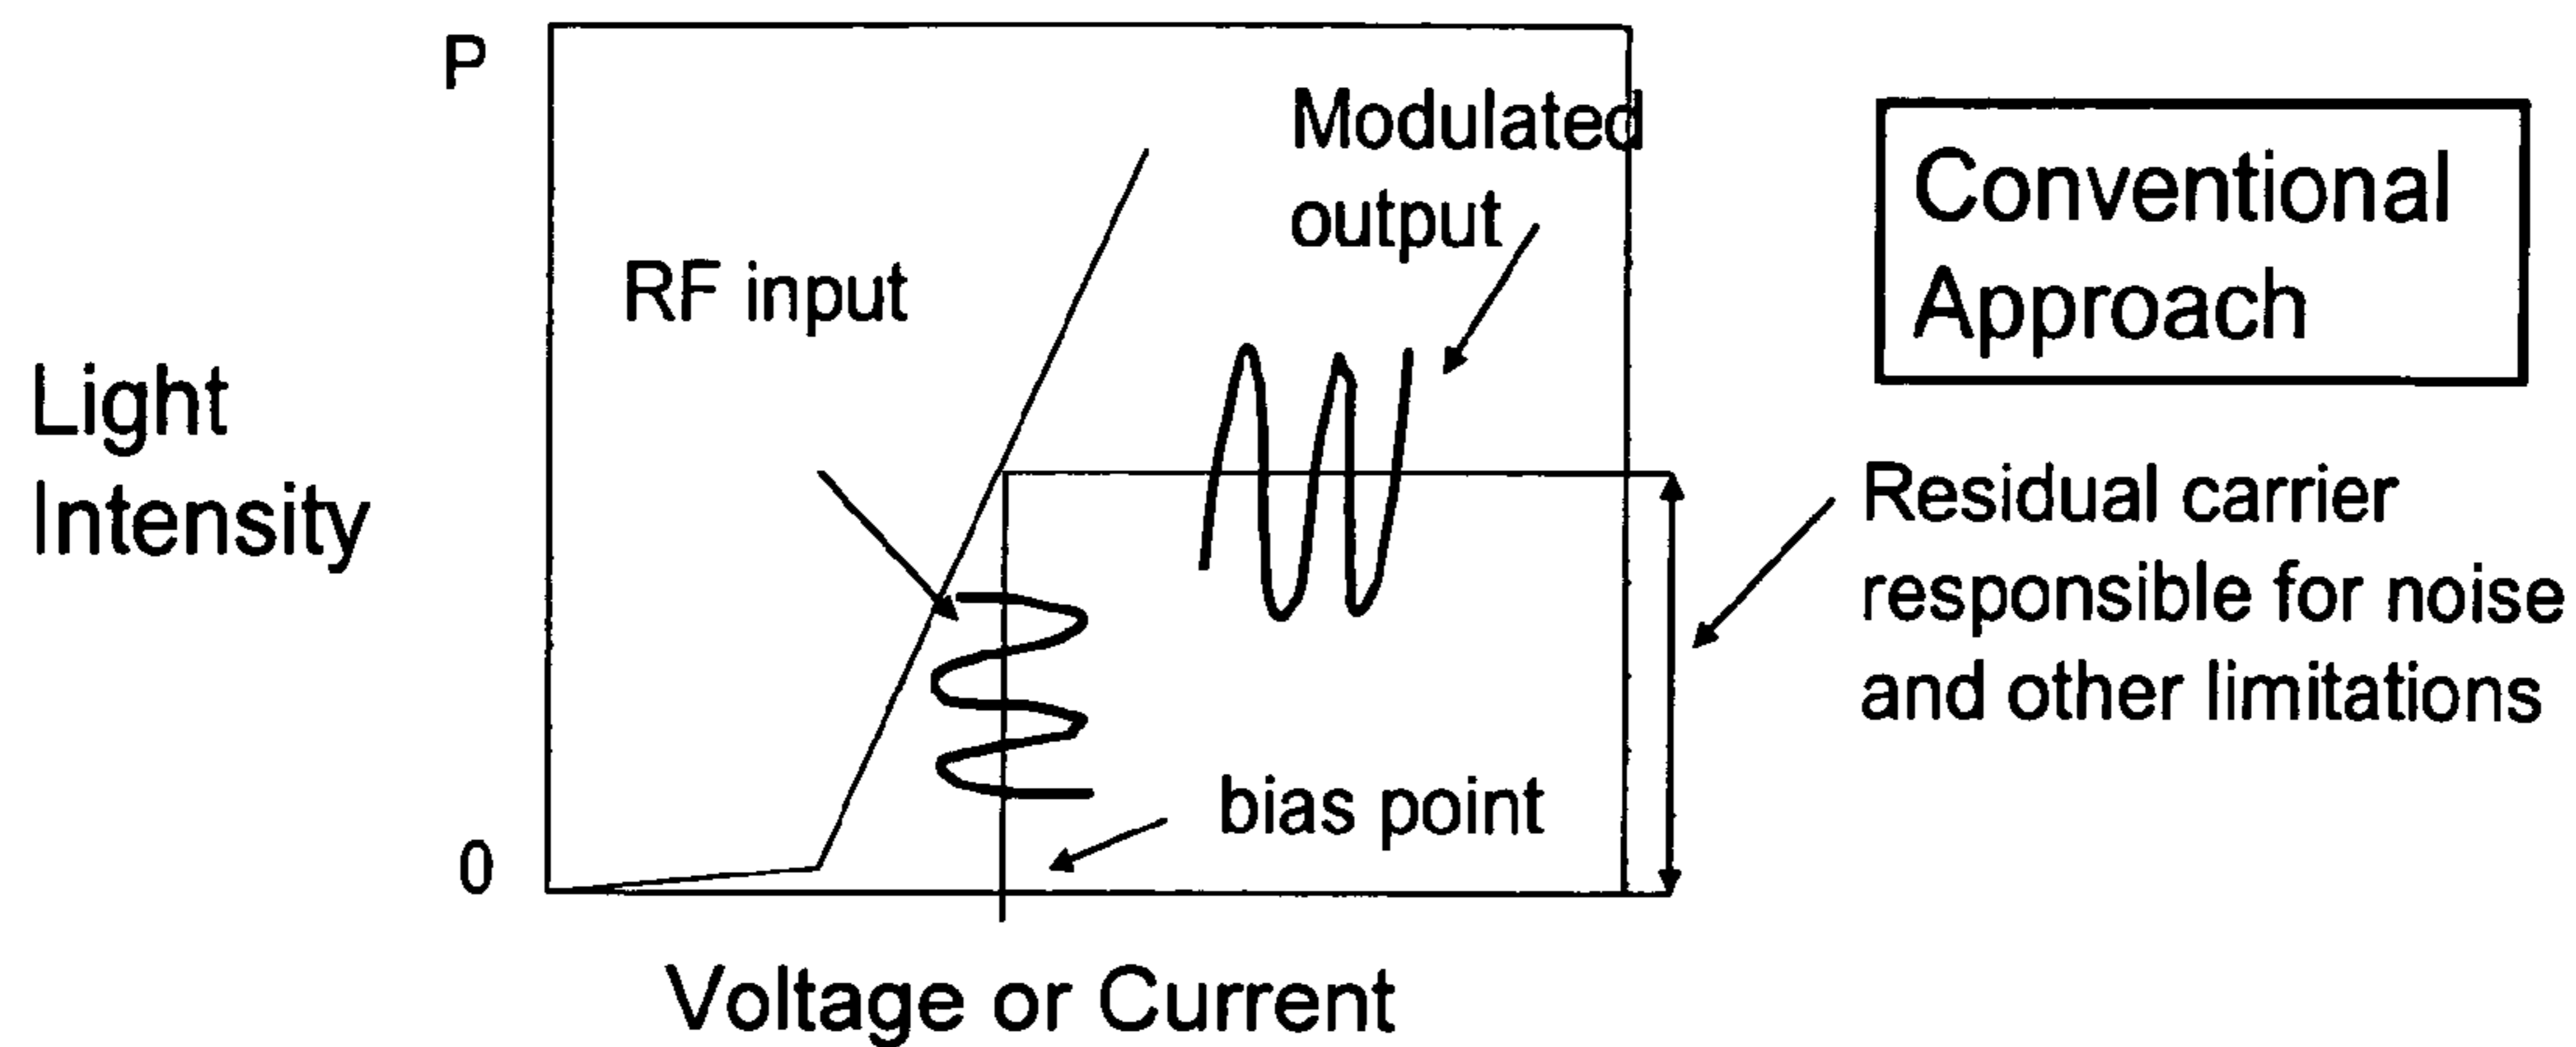 P
Modulated
output
RF input
Conventional
Approach
Light
Intensity
Residual carrier
responsible for noise
and other limitations
bias point
0
Voltage or Current